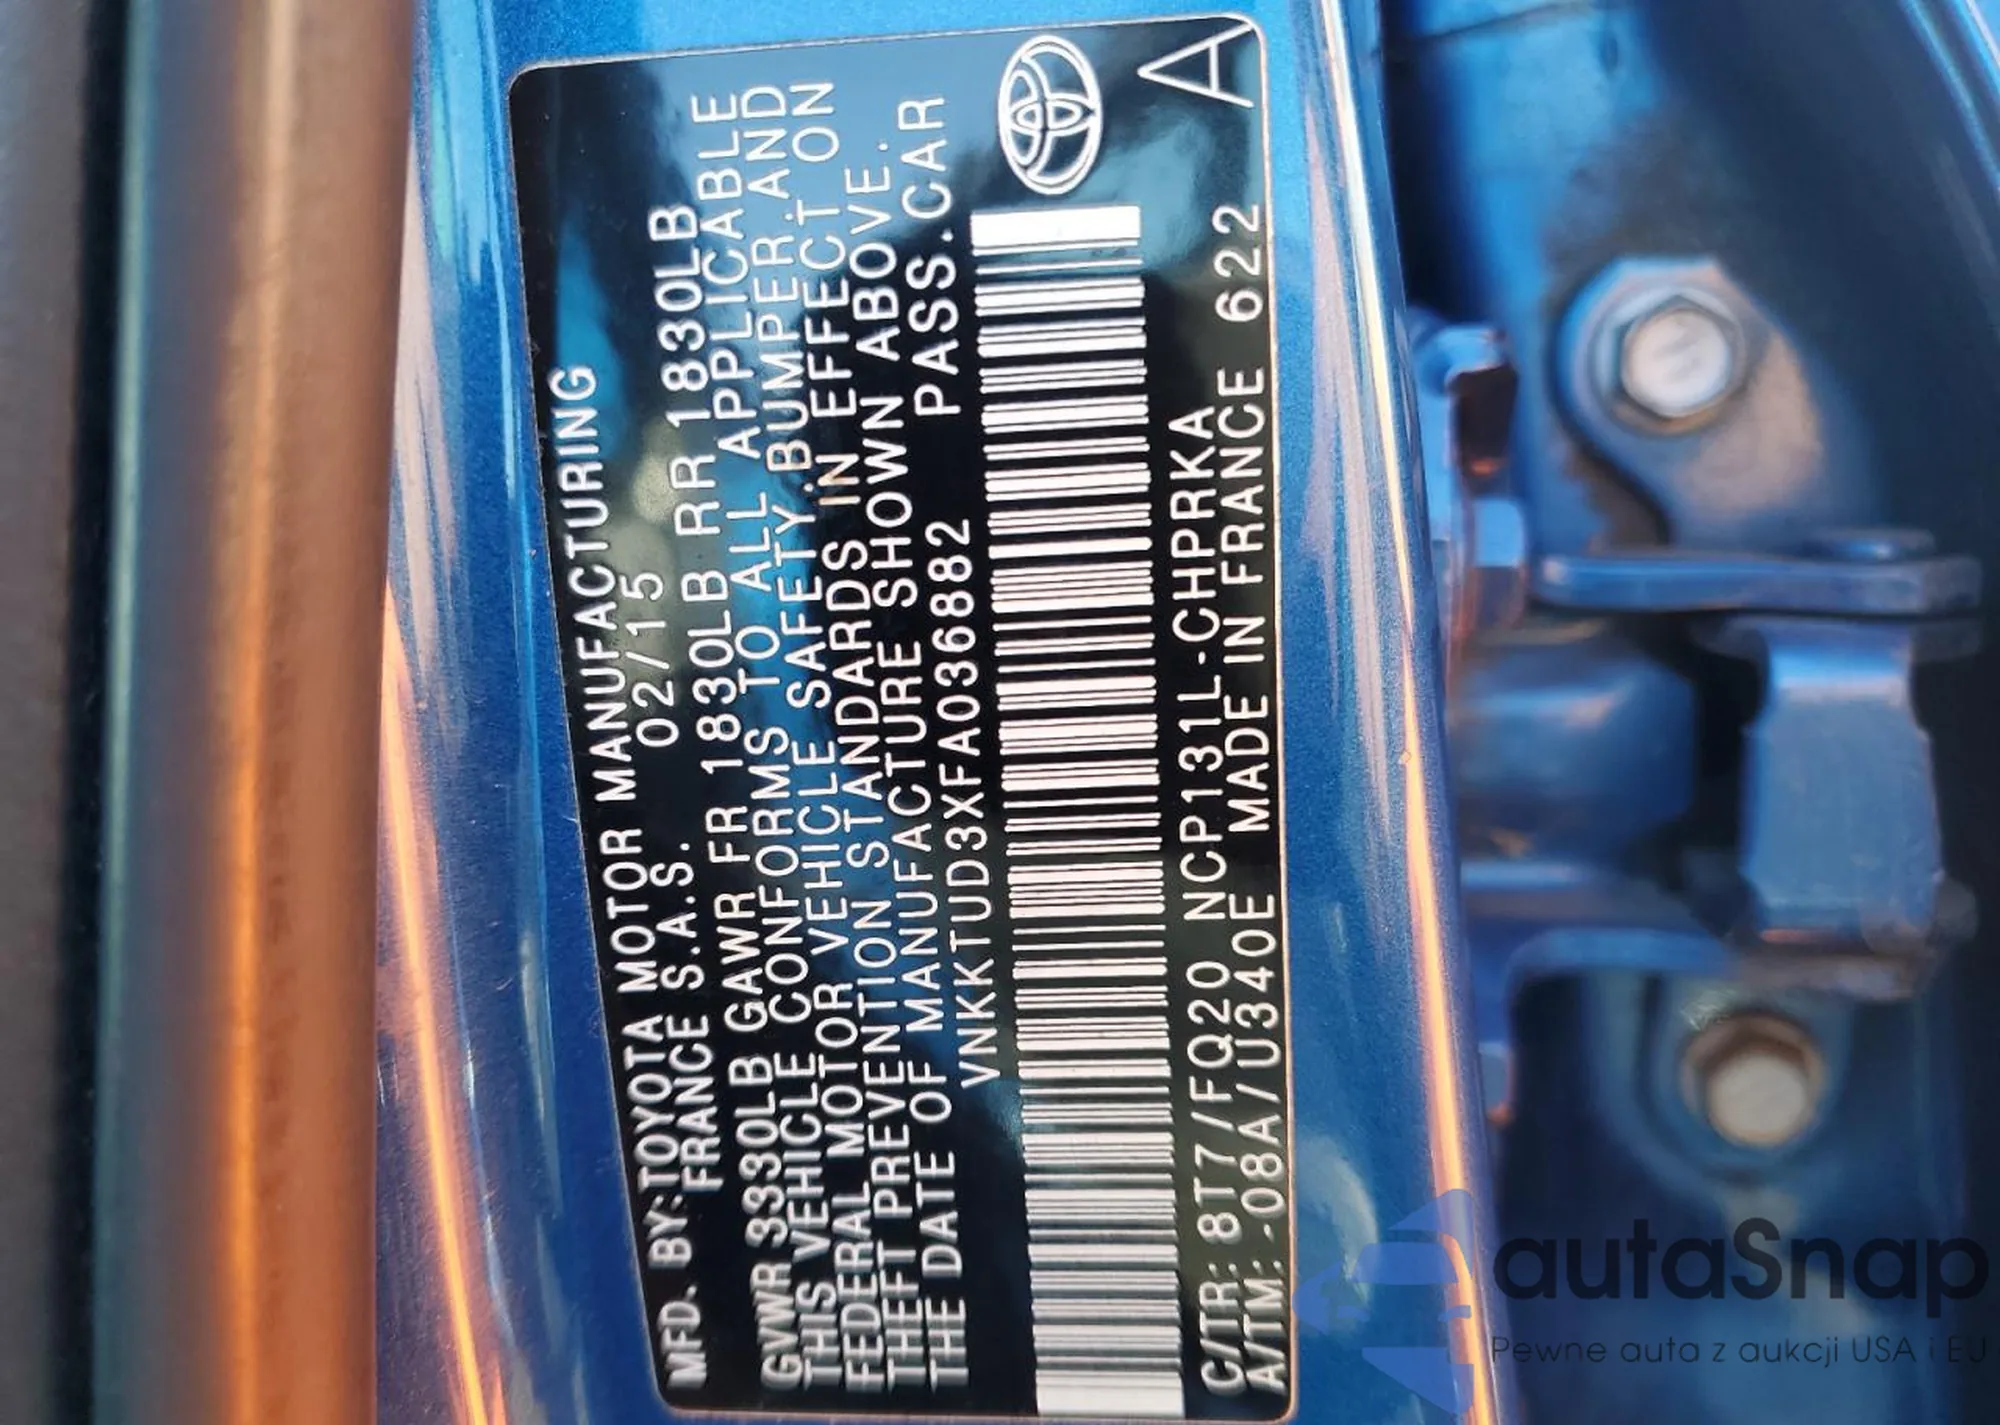 MFD. BY:TOYOTA MOTOR MANUFACTURING
FRANCE S.A.S. 02/15
GVWR 3330LB GAWR FR 1830LB RR 1830LB
THIS VEHICLE CONFORMS TO ALL APPLICABLE
FEDERAL MOTOR VEHICLE SAFETY.BUMPER.AND
THEFT PREVENTION STANDARDS IN EFFECT ON
THE DATE OF MANUFACTURE SHOWN ABOVE.
VNKKTUD3XFA036882 PASS.CAR
C/TR: 8T7/FQ20 NCP131L-CHPRKA
A/TM:-08A/U340E MADE IN FRANCE 622
A
autaSnap
Pewne auta z aukcji USA i EU